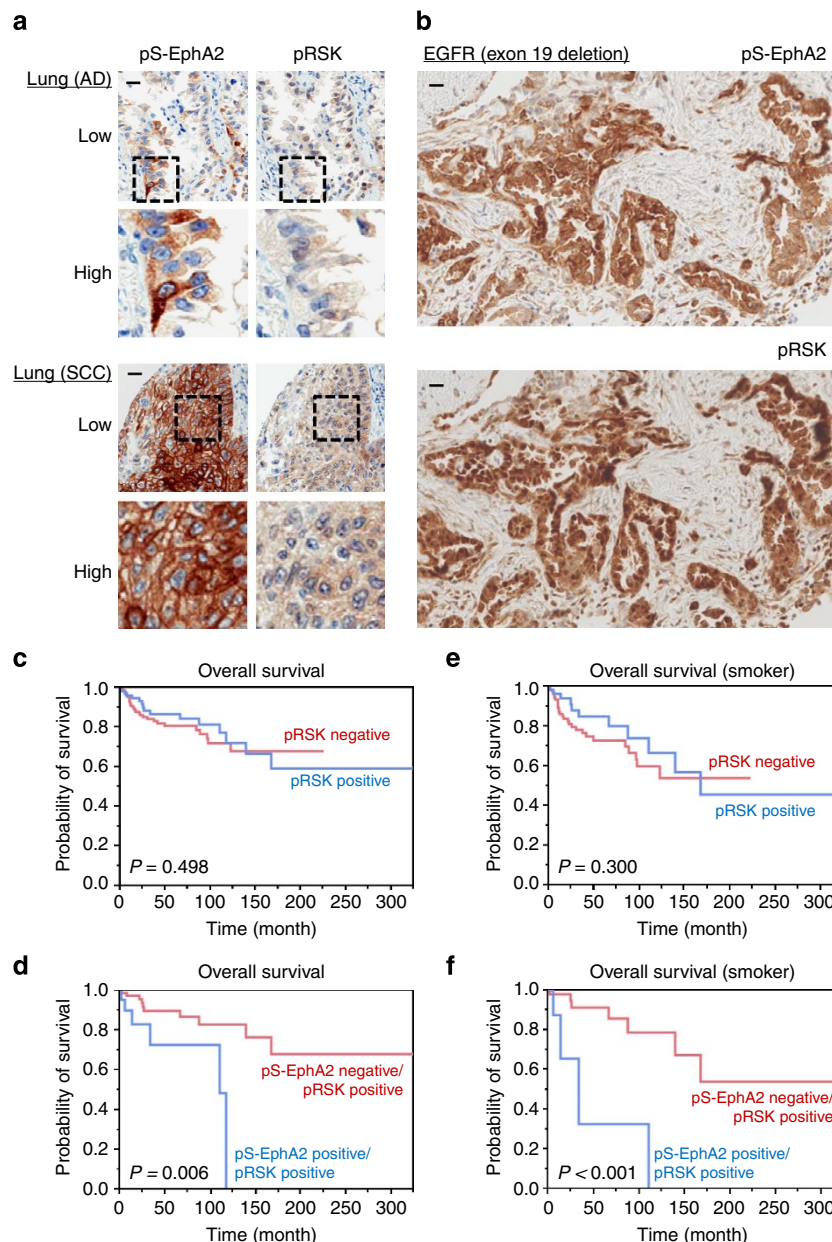 a
pS-EphA2 pRSK
Lung (AD)
Low
High
Lung (SCC)
Low
High
b
EGFR (exon 19 deletion) pS-EphA2
pRSK
c
Overall survival
Probability of survival
1.0
0.8
0.6
0.4
0.2
0.0
pRSK negative
pRSK positive
P = 0.498
0 50 100 150 200 250 300
Time (month)
e
Overall survival (smoker)
Probability of survival
1.0
0.8
0.6
0.4
0.2
0.0
pRSK negative
pRSK positive
P = 0.300
0 50 100 150 200 250 300
Time (month)
d
Overall survival
Probability of survival
1.0
0.8
0.6
0.4
0.2
0.0
pS-EphA2 negative/
pRSK positive
pS-EphA2 positive/
pRSK positive
P = 0.006
0 50 100 150 200 250 300
Time (month)
f
Overall survival (smoker)
Probability of survival
1.0
0.8
0.6
0.4
0.2
0.0
pS-EphA2 negative/
pRSK positive
pS-EphA2 positive/
pRSK positive
P < 0.001
0 50 100 150 200 250 300
Time (month)